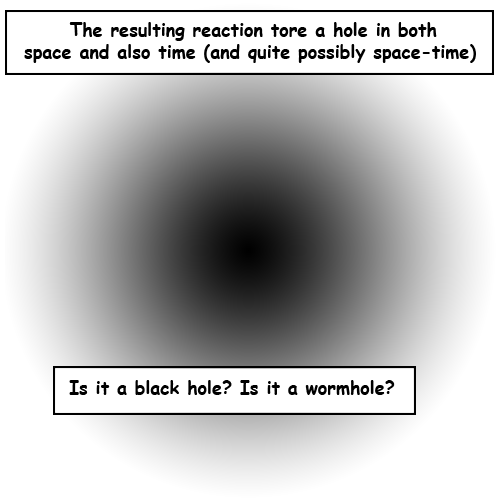 The resulting reaction tore a hole in both
space and also time (and quite possibly space-time)
Is it a black hole? Is it a wormhole?